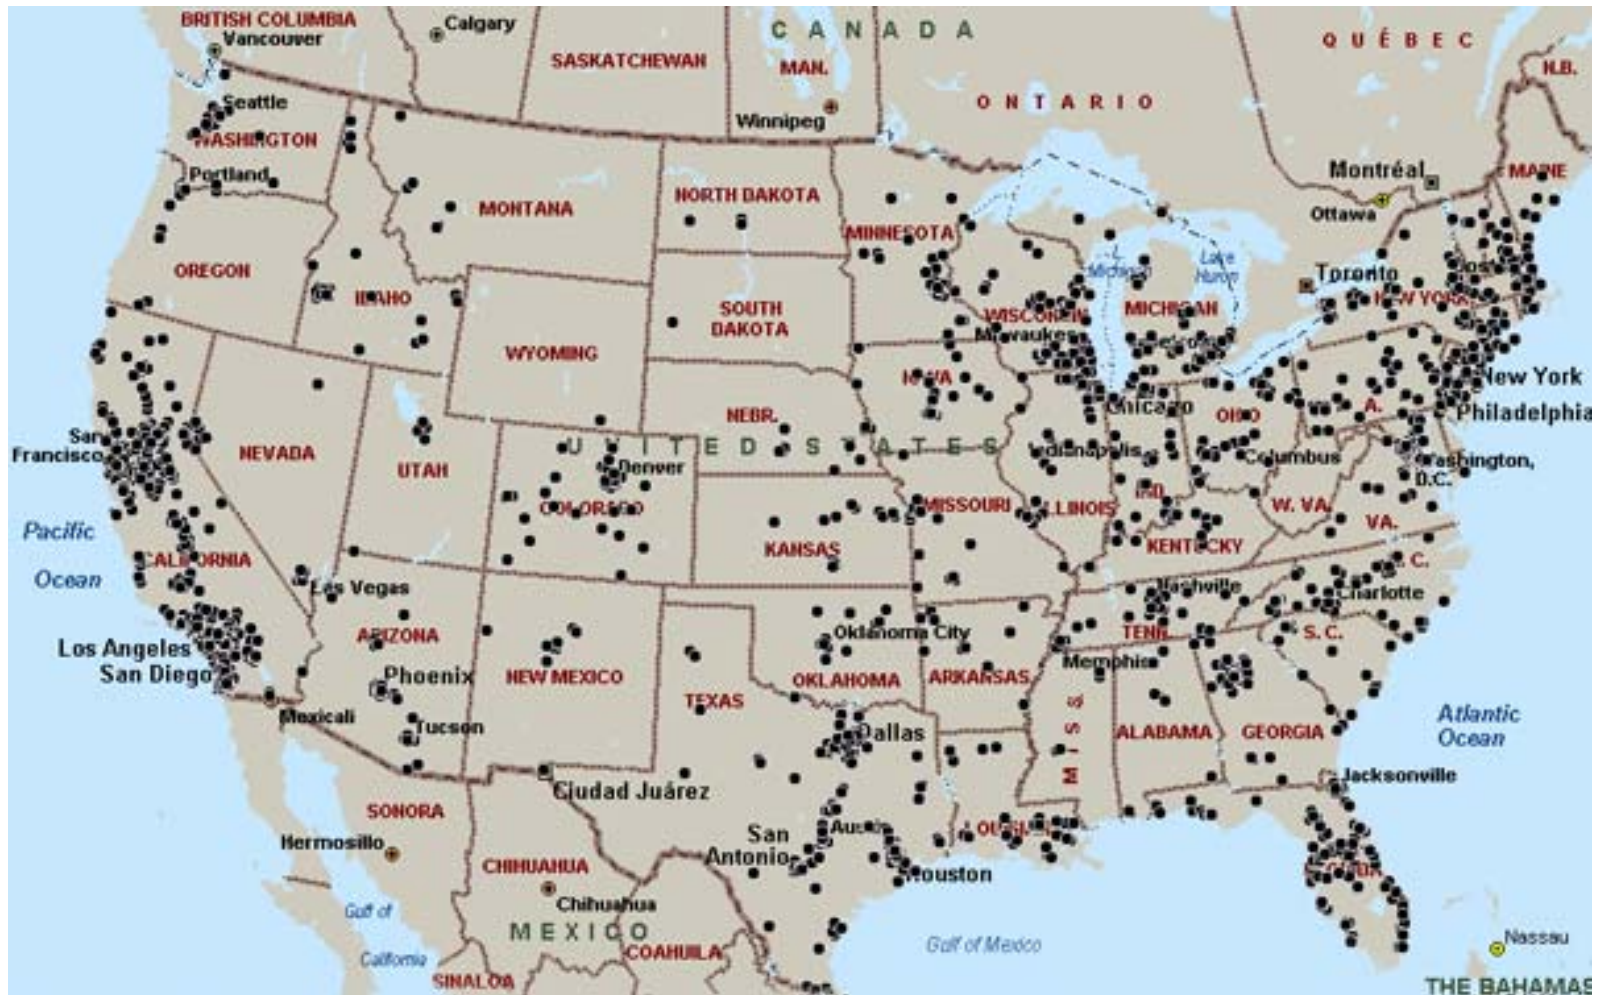 BRITISH COLUMBIA
Vancouver
Calgary
SASKATCHEWAN
CANADA
MAN.
Winnipeg
ONTARIO
QUÉBEC
N.B.
Seattle
WASHINGTON
Portland
MONTANA
NORTH DAKOTA
MINNESOTA
Montréal
Ottawa
MAINE
OREGON
IDAHO
SOUTH
DAKOTA
WISCONSIN
Michigan
Lake
Huron
MICHIGAN
Toronto
NEW YORK
WYOMING
Milwaukee
Detroit
IOWA
NEBR.
Chicago
OHIO
New York
Philadelphia
San
Francisco
NEVADA
UTAH
UNITED STATES
Denver
COLORADO
Indianapolis
Columbus
Washington,
D.C.
MISSOURI
ILLINOIS
IND.
W. VA.
VA.
Pacific
Ocean
CALIFORNIA
KANSAS
KENTUCKY
Las Vegas
Nashville
Charlotte
Los Angeles
San Diego
ARIZONA
Phoenix
NEW MEXICO
Oklahoma City
OKLAHOMA
ARKANSAS
Memphis
TENN.
S. C.
TEXAS
Mexicali
Tucson
Dallas
MISS
ALABAMA
GEORGIA
Atlantic
Ocean
Jacksonville
Ciudad Juárez
SONORA
Hermosillo
CHIHUAHUA
Chihuahua
San
Antonio
Austin
Houston
Gulf of
California
MEXICO
COAHUILA
SINALOA
Gulf of Mexico
Nassau
THE BAHAMAS